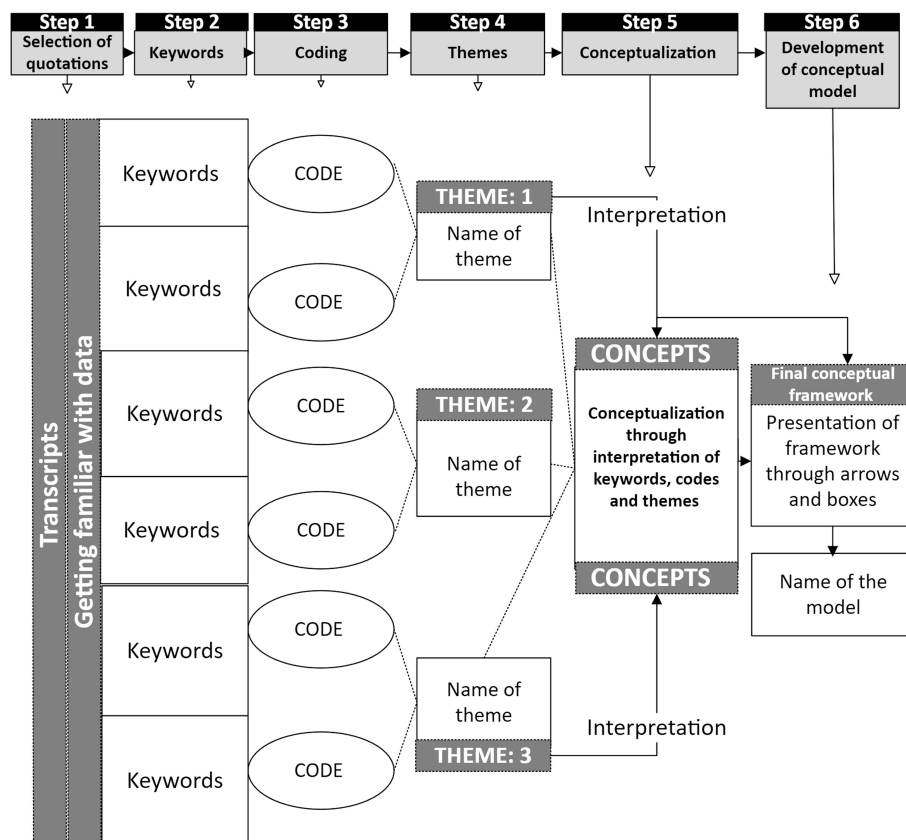 Step 1
Selection of
quotations
Step 2
Keywords
Step 3
Coding
Step 4
Themes
Step 5
Conceptualization
Step 6
Development
of conceptual
model
Transcripts
Getting familiar with data
Keywords
Keywords
Keywords
Keywords
Keywords
Keywords
CODE
CODE
CODE
CODE
CODE
CODE
THEME: 1
Name of
theme
THEME: 2
Name of
theme
Name of
theme
THEME: 3
Interpretation
CONCEPTS
Conceptualization
through
interpretation of
keywords, codes
and themes
CONCEPTS
Interpretation
Final conceptual
framework
Presentation of
framework
through arrows
and boxes
Name of the
model